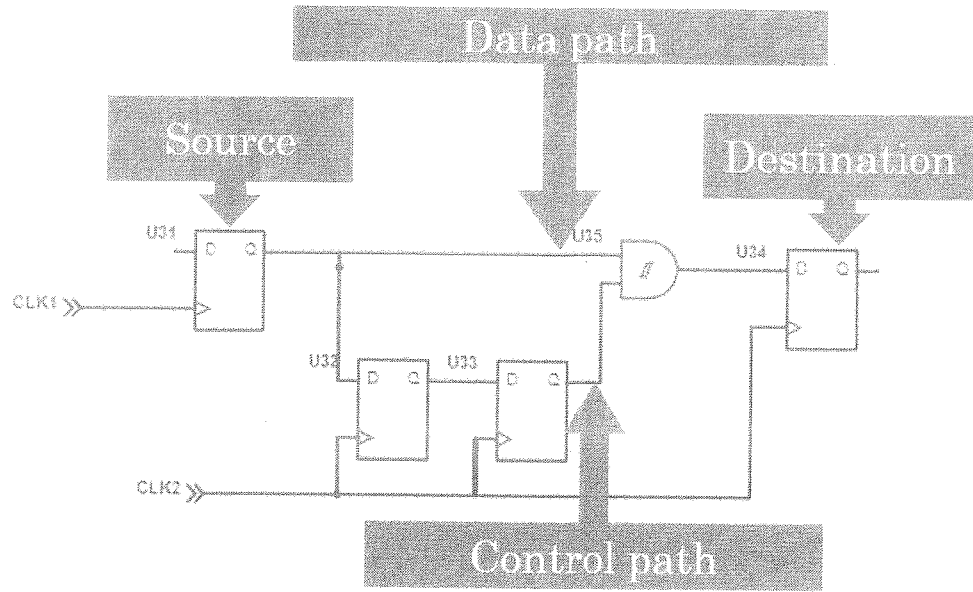 Data path
Source
Destination
U31
D Q
U35
U34
D Q
CLK1
U32
D Q
U33
D Q
CLK2
Control path